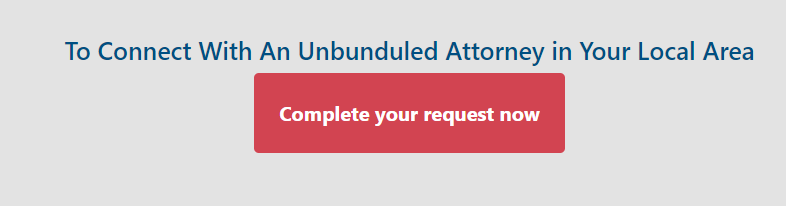 To Connect With An Unbunduled Attorney in Your Local Area
Complete your request now